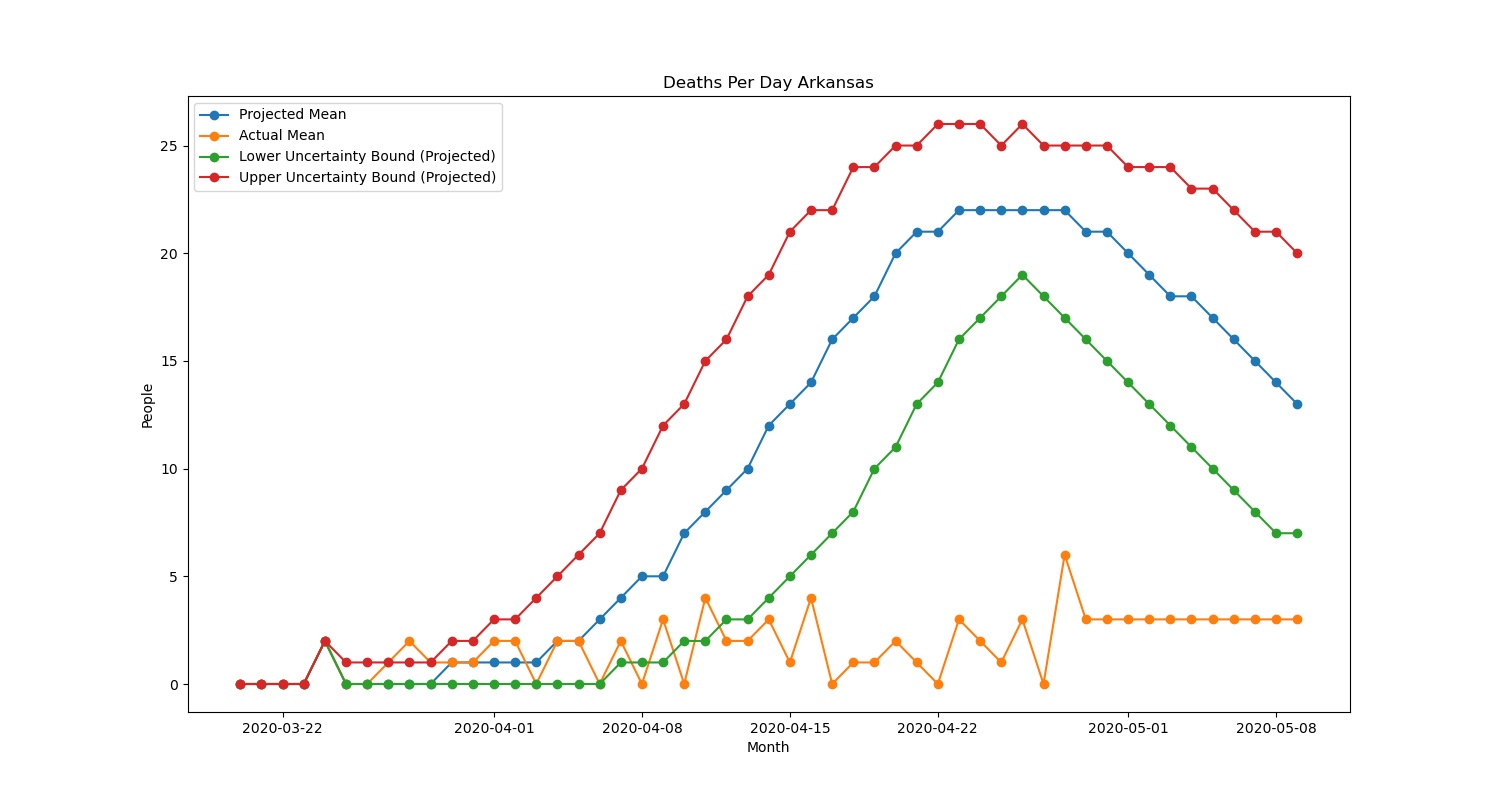 Deaths Per Day Arkansas
Projected Mean
Actual Mean
Lower Uncertainty Bound (Projected)
Upper Uncertainty Bound (Projected)
People
25
20
15
10
5
0
2020-03-22 2020-04-01 2020-04-08 2020-04-15 2020-04-22 2020-05-01 2020-05-08
Month